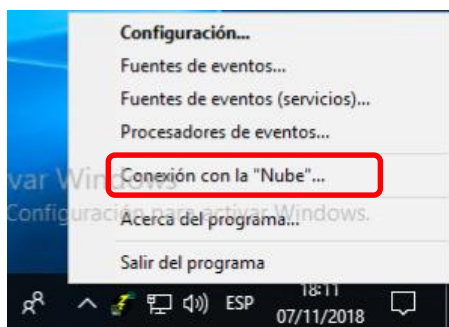 Configuración...
Fuentes de eventos...
Fuentes de eventos (servicios)...
Procesadores de eventos...
Conexión con la "Nube"...
var Windows
Configuración para activar Windows.
Acerca del programa...
Salir del programa
ESP
18:11
07/11/2018